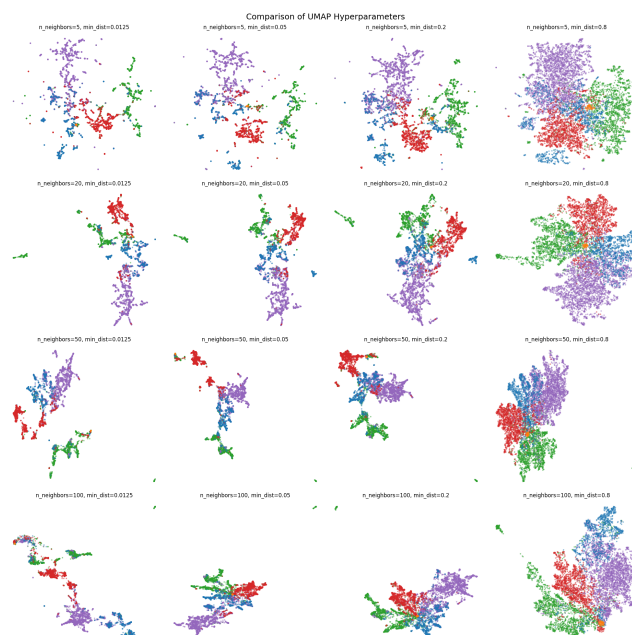 Comparison of UMAP Hyperparameters
n_neighbors=5, min_dist=0.0125
n_neighbors=5, min_dist=0.05
n_neighbors=5, min_dist=0.2
n_neighbors=5, min_dist=0.8
n_neighbors=20, min_dist=0.0125
n_neighbors=20, min_dist=0.05
n_neighbors=20, min_dist=0.2
n_neighbors=20, min_dist=0.8
n_neighbors=50, min_dist=0.0125
n_neighbors=50, min_dist=0.05
n_neighbors=50, min_dist=0.2
n_neighbors=50, min_dist=0.8
n_neighbors=100, min_dist=0.0125
n_neighbors=100, min_dist=0.05
n_neighbors=100, min_dist=0.2
n_neighbors=100, min_dist=0.8